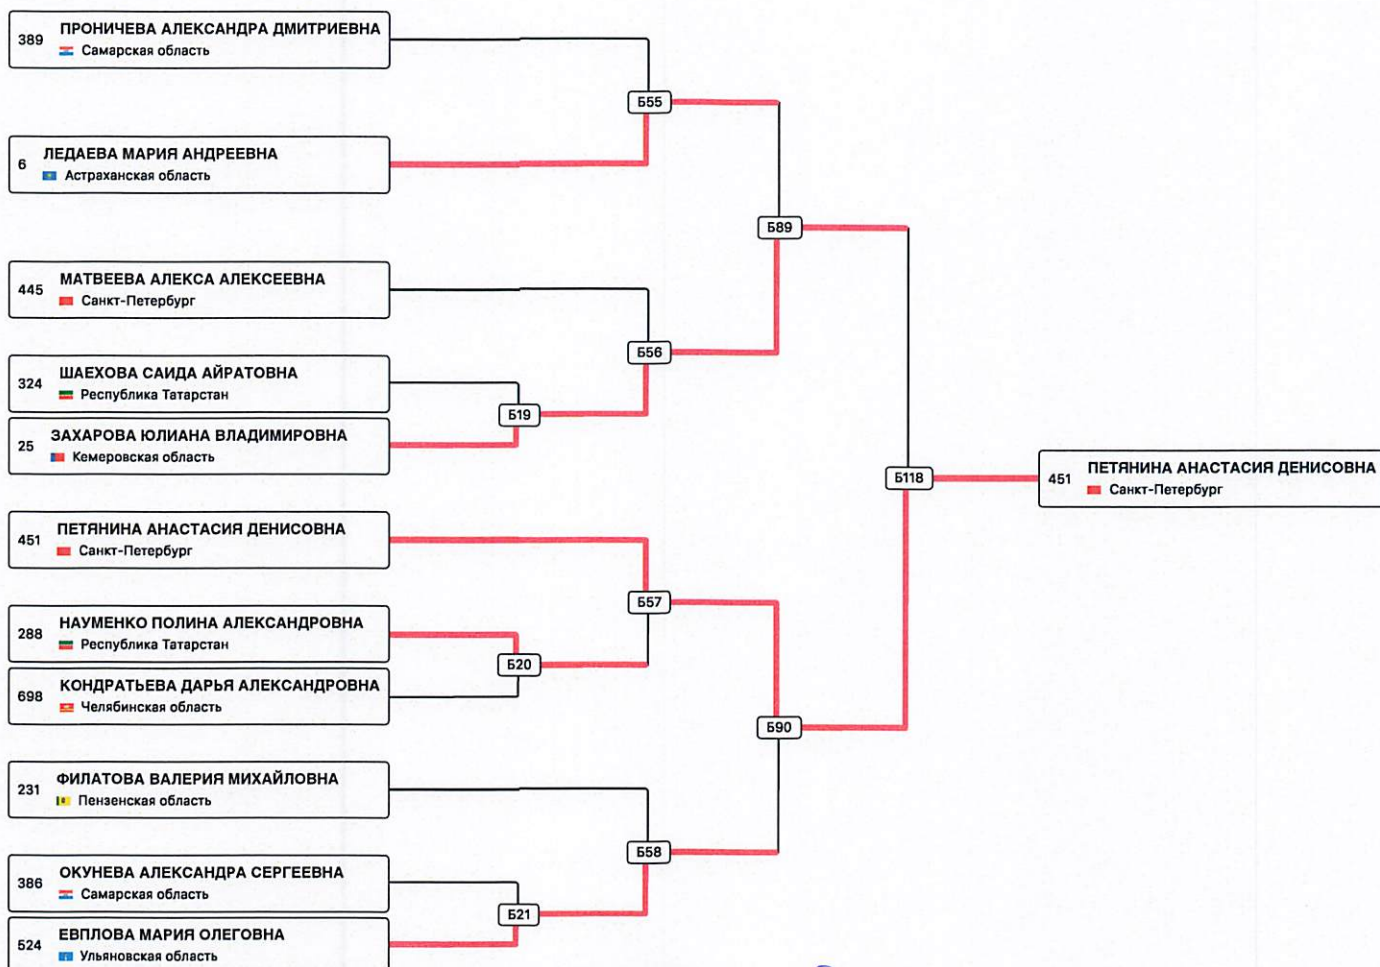 389 ПРОНИЧЕВА АЛЕКСАНДРА ДМИТРИЕВНА
Самарская область
Б55
6 ЛЕДАЕВА МАРИЯ АНДРЕЕВНА
Астраханская область
Б89
445 МАТВЕЕВА АЛЕКСА АЛЕКСЕЕВНА
Санкт-Петербург
Б56
324 ШАЕХОВА САИДА АЙРАТОВНА
Республика Татарстан
Б19
25 ЗАХАРОВА ЮЛИАНА ВЛАДИМИРОВНА
Кемеровская область
Б118
451 ПЕТЯНИНА АНАСТАСИЯ ДЕНИСОВНА
Санкт-Петербург
451 ПЕТЯНИНА АНАСТАСИЯ ДЕНИСОВНА
Санкт-Петербург
Б57
288 НАУМЕНКО ПОЛИНА АЛЕКСАНДРОВНА
Республика Татарстан
Б20
698 КОНДРАТЬЕВА ДАРЬЯ АЛЕКСАНДРОВНА
Челябинская область
Б90
231 ФИЛАТОВА ВАЛЕРИЯ МИХАЙЛОВНА
Пензенская область
Б58
386 ОКУНЕВА АЛЕКСАНДРА СЕРГЕЕВНА
Самарская область
Б21
524 ЕВПЛОВА МАРИЯ ОЛЕГОВНА
Ульяновская область